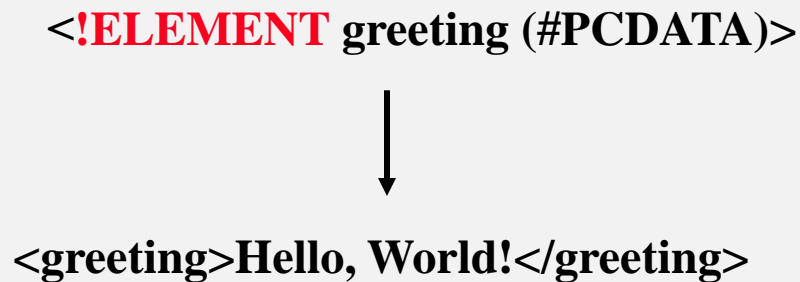 <!ELEMENT greeting (#PCDATA)>
<greeting>Hello, World!</greeting>